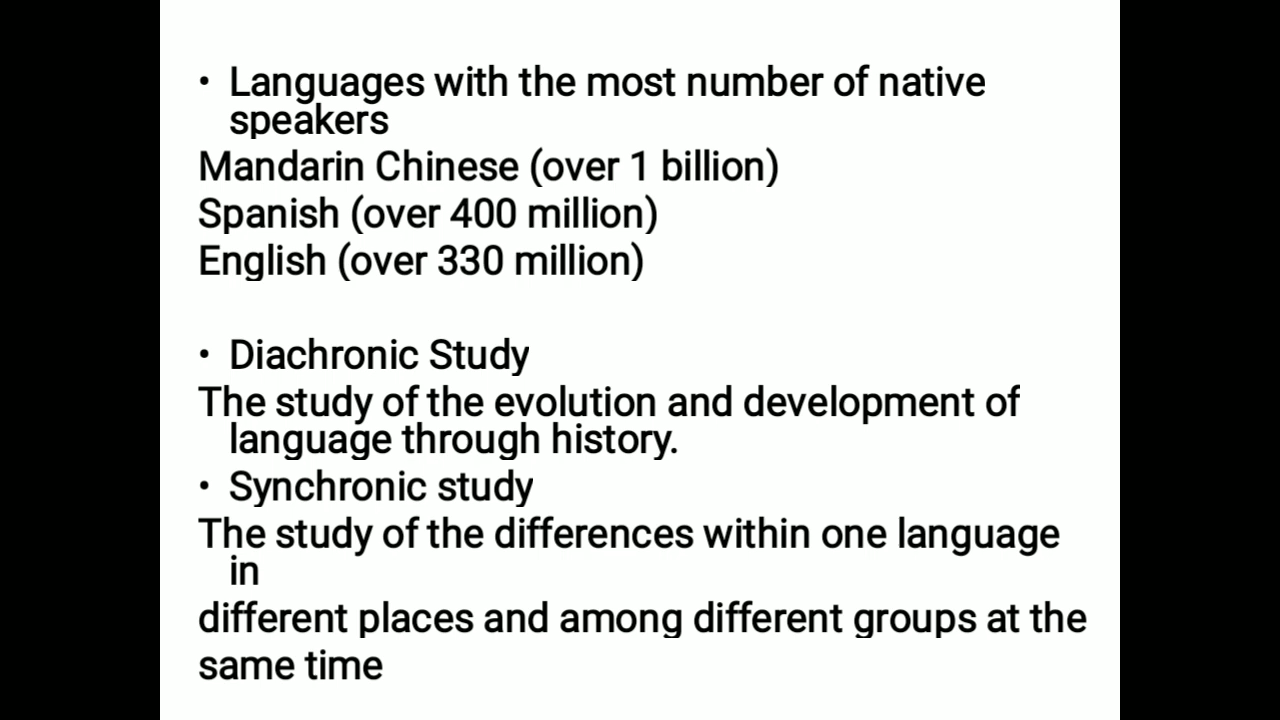 • Languages with the most number of native
speakers
Mandarin Chinese (over 1 billion)
Spanish (over 400 million)
English (over 330 million)
• Diachronic Study
The study of the evolution and development of
language through history.
• Synchronic study
The study of the differences within one language
in
different places and among different groups at the
same time